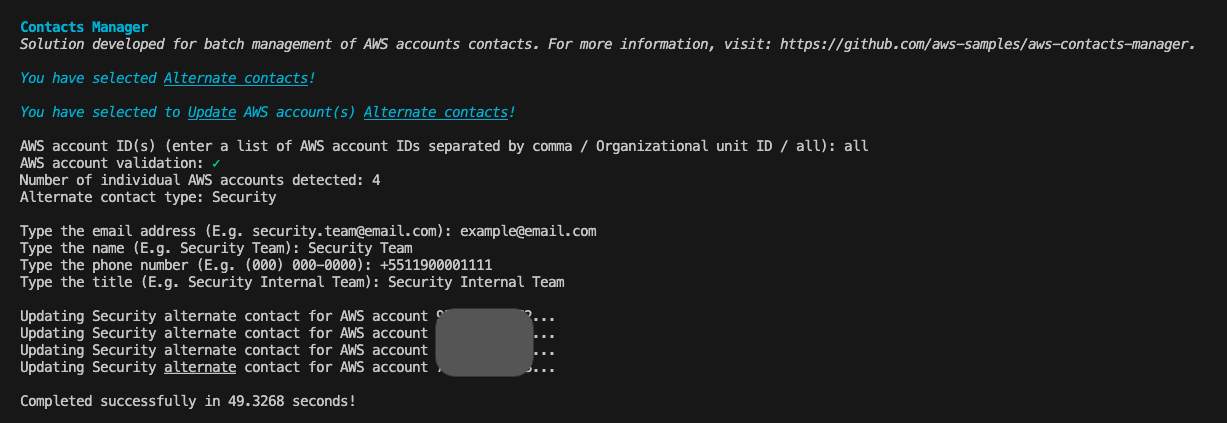 Contacts Manager
Solution developed for batch management of AWS accounts contacts. For more information, visit: https://github.com/aws-samples/aws-contacts-manager.
You have selected Alternate contacts!
You have selected to Update AWS account(s) Alternate contacts!
AWS account ID(s) (enter a list of AWS account IDs separated by comma / Organizational unit ID / all): all
AWS account validation: ✓
Number of individual AWS accounts detected: 4
Alternate contact type: Security
Type the email address (E.g. security.team@email.com): example@email.com
Type the name (E.g. Security Team): Security Team
Type the phone number (E.g. (000) 000-0000): +5511900001111
Type the title (E.g. Security Internal Team): Security Internal Team
Updating Security alternate contact for AWS account ...
Updating Security alternate contact for AWS account ...
Updating Security alternate contact for AWS account ...
Updating Security alternate contact for AWS account ...
Completed successfully in 49.3268 seconds!